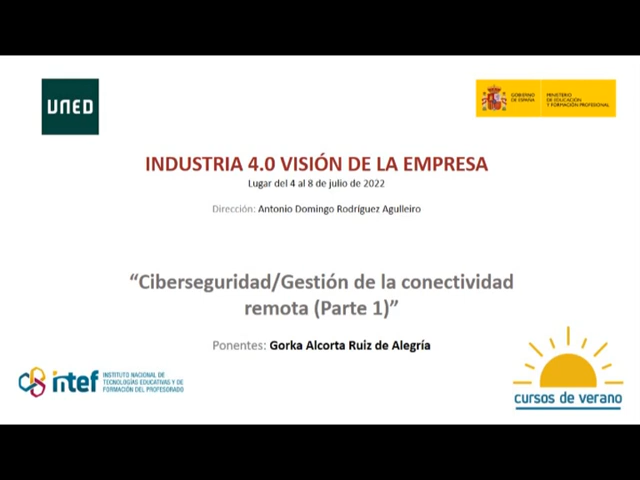 UNED
GOBIERNO
DE ESPAÑA
MINISTERIO
DE EDUCACIÓN
Y FORMACIÓN PROFESIONAL
INDUSTRIA 4.0 VISIÓN DE LA EMPRESA
Lugar del 4 al 8 de julio de 2022
Dirección: Antonio Domingo Rodríguez Agulleiro
“Ciberseguridad/Gestión de la conectividad
remota (Parte 1)”
Ponentes: Gorka Alcorta Ruiz de Alegría
intef
INSTITUTO NACIONAL DE
TECNOLOGÍAS EDUCATIVAS Y DE
FORMACIÓN DEL PROFESORADO
cursos de verano